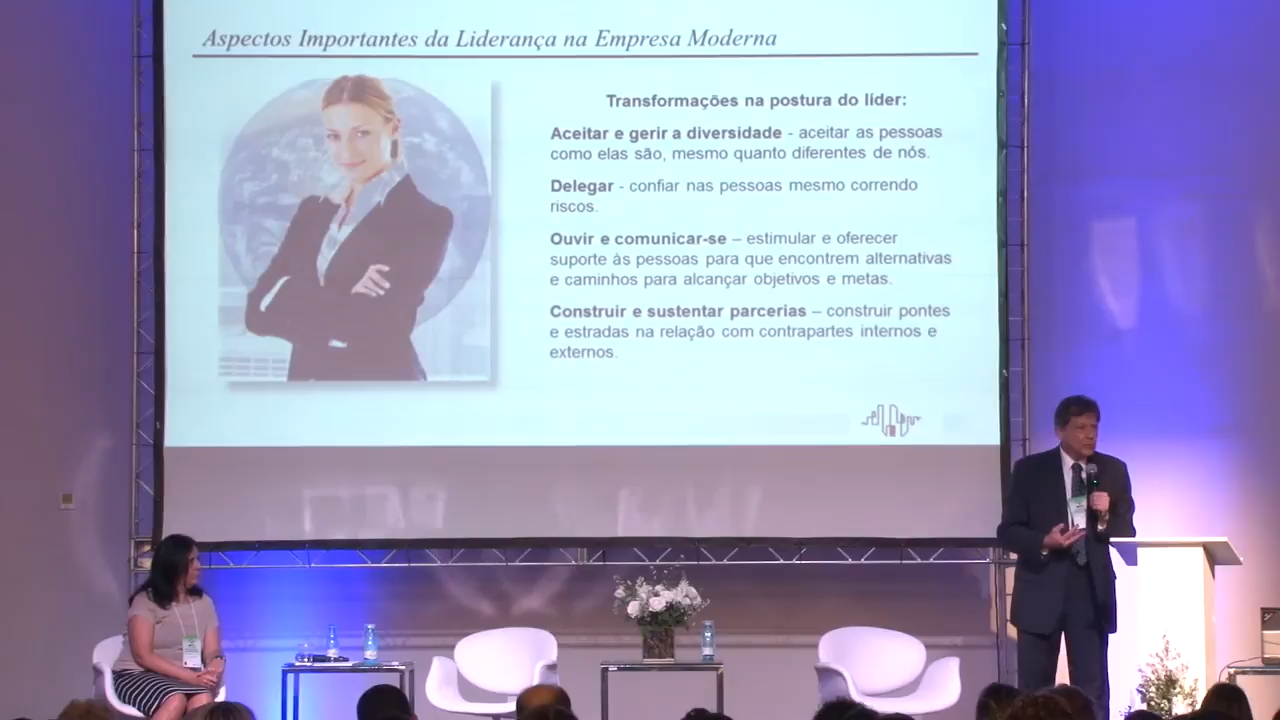 Aspectos Importantes da Liderança na Empresa Moderna
Transformações na postura do líder:
Aceitar e gerir a diversidade - aceitar as pessoas
como elas são, mesmo quanto diferentes de nós.
Delegar - confiar nas pessoas mesmo correndo
riscos.
Ouvir e comunicar-se – estimular e oferecer
suporte às pessoas para que encontrem alternativas
e caminhos para alcançar objetivos e metas.
Construir e sustentar parcerias – construir pontes
e estradas na relação com contrapartes internos e
externos.